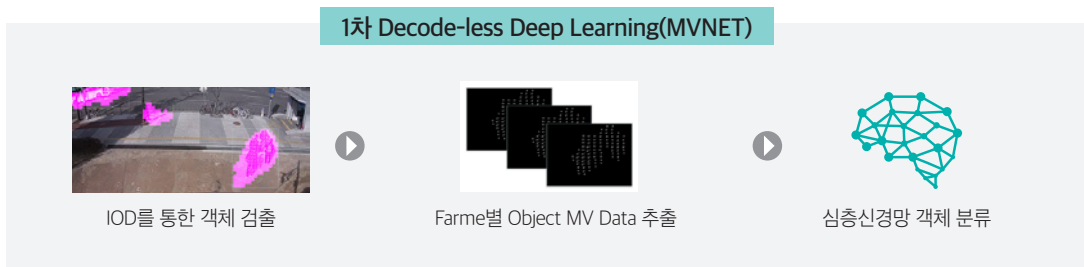 1차 Decode-less Deep Learning(MVNET)
IOD를 통한 객체 검출
Farme별 Object MV Data 추출
심층신경망 객체 분류